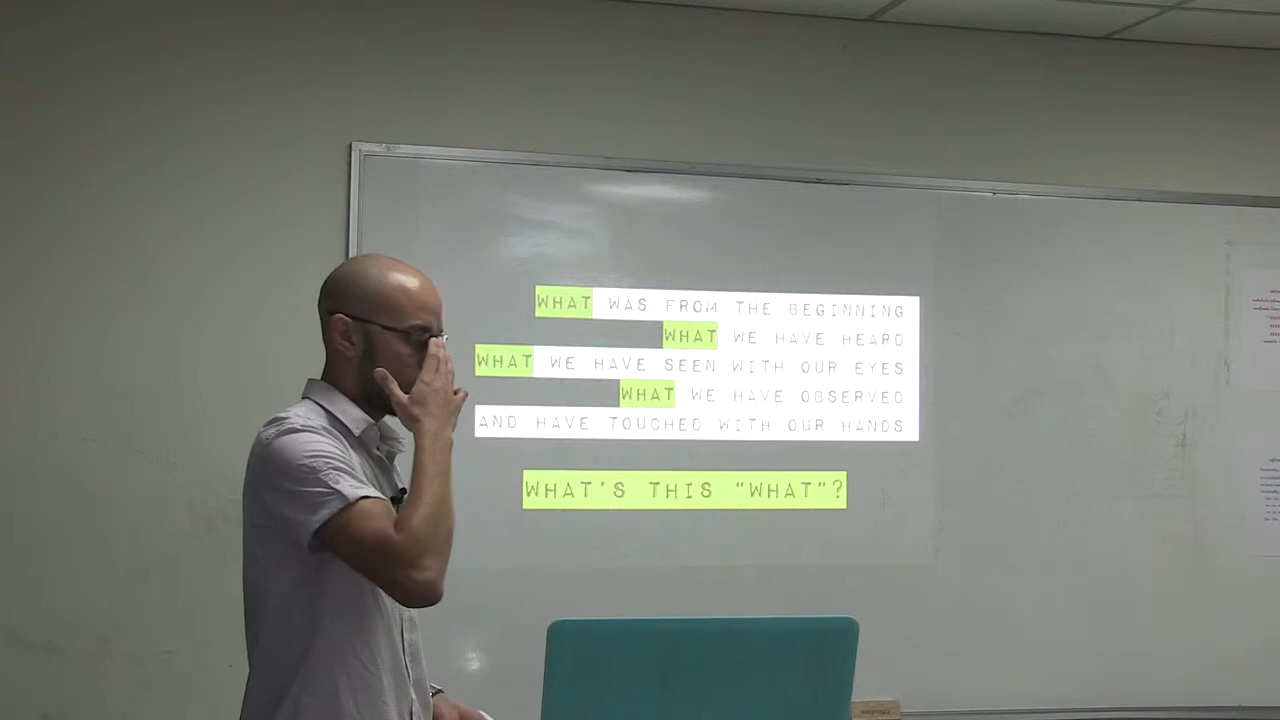 WHAT WAS FROM THE BEGINNING
WHAT WE HAVE HEARD
WHAT WE HAVE SEEN WITH OUR EYES
WHAT WE HAVE OBSERVED
AND HAVE TOUCHED WITH OUR HANDS
WHAT'S THIS "WHAT"?